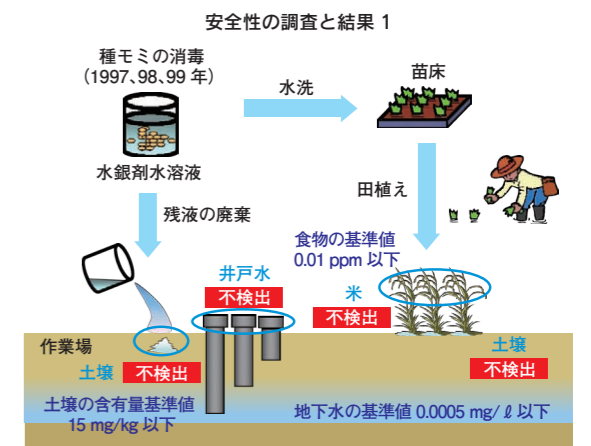 安全性の調査と結果 1
種モミの消毒
（1997、98、99 年）
水洗
苗床
水銀剤水溶液
残液の廃棄
田植え
食物の基準値
0.01 ppm 以下
井戸水
不検出
米
不検出
作業場
土壌 不検出
土壌
不検出
土壌の含有量基準値
15 mg/kg 以下
地下水の基準値 0.0005 mg/ ℓ 以下